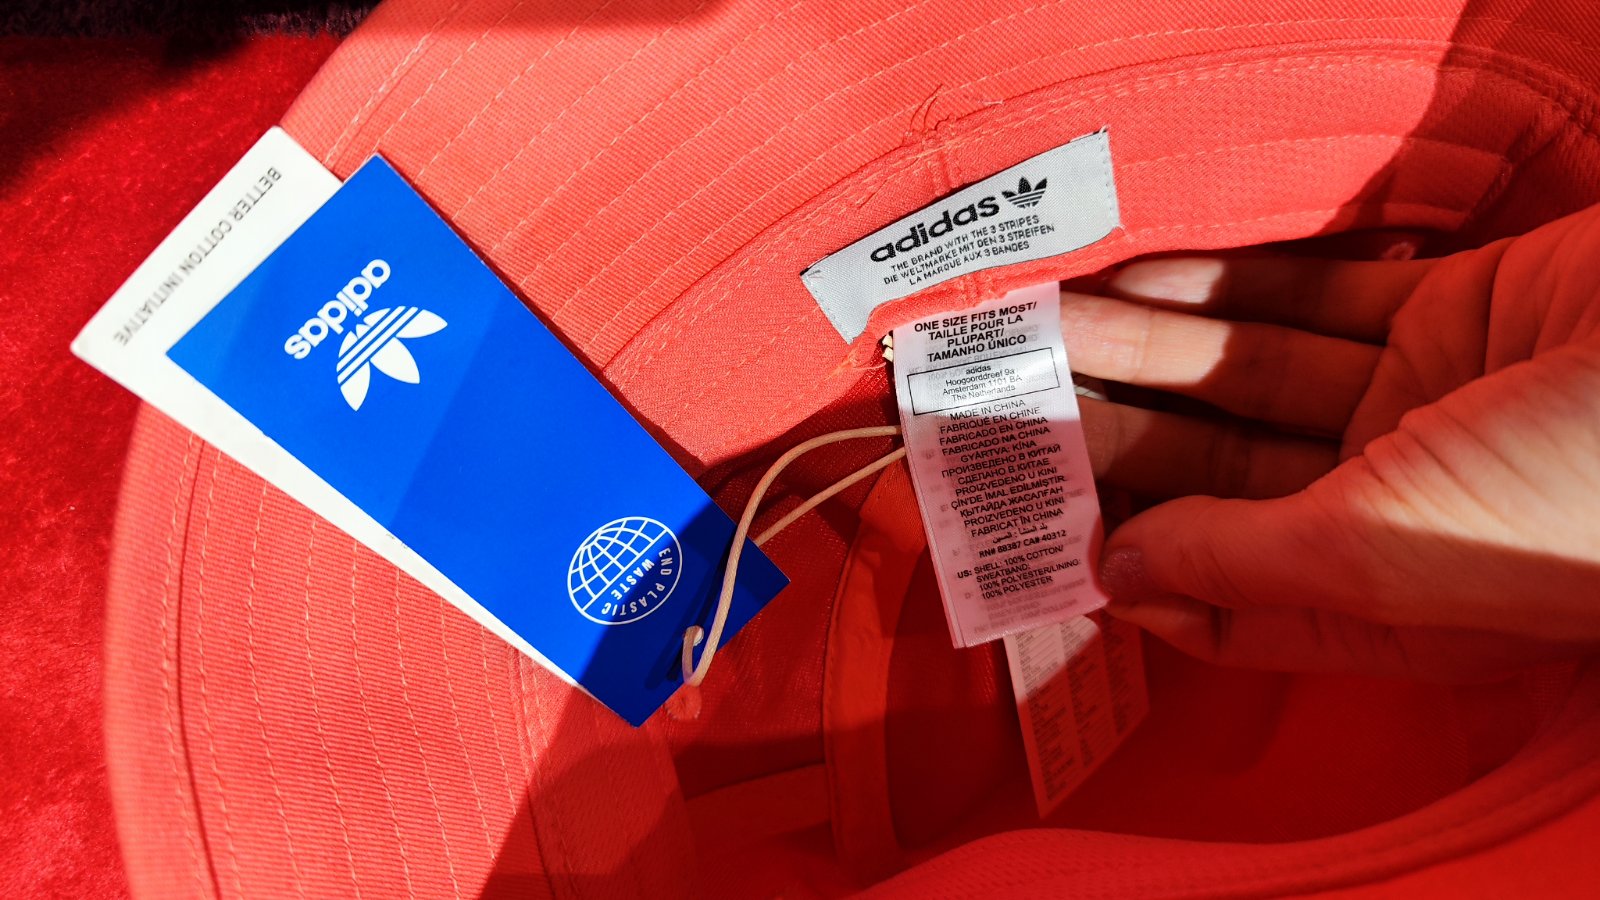 BETTER COTTON INITIATIVE
adidas
END PLASTIC
WASTE
adidas
THE BRAND WITH THE 3 STRIPES
DIE WELTMARKE MIT DEN 3 STREIFEN
LA MARQUE AUX 3 BANDES
ONE SIZE FITS MOST/
TAILLE POUR LA
PLUPART/
TAMANHO ÚNICO
adidas
Hoogoorddreef 9a
Amsterdam 1101 BA
The Netherlands
MADE IN CHINA
FABRIQUÉ EN CHINE
FABRICADO EN CHINA
FABRICADO NA CHINA
GYÁRTVA: KÍNA
ПРОИЗВЕДЕНО В КИТАЙ
СДЕЛАНО В КИТАЕ
PROIZVEDENO U KINI
ÇİN'DE İMAL EDİLMİŞTİR.
ҚЫТАЙДА ЖАСАЛҒАН
PROIZVEDENO U KINI
FABRICAT ÎN CHINA
بلد المنشأ : الصين
RN# 88387 CA# 40312
US: SHELL: 100% COTTON/
SWEATBAND:
100% POLYESTER/LINING:
100% POLYESTER